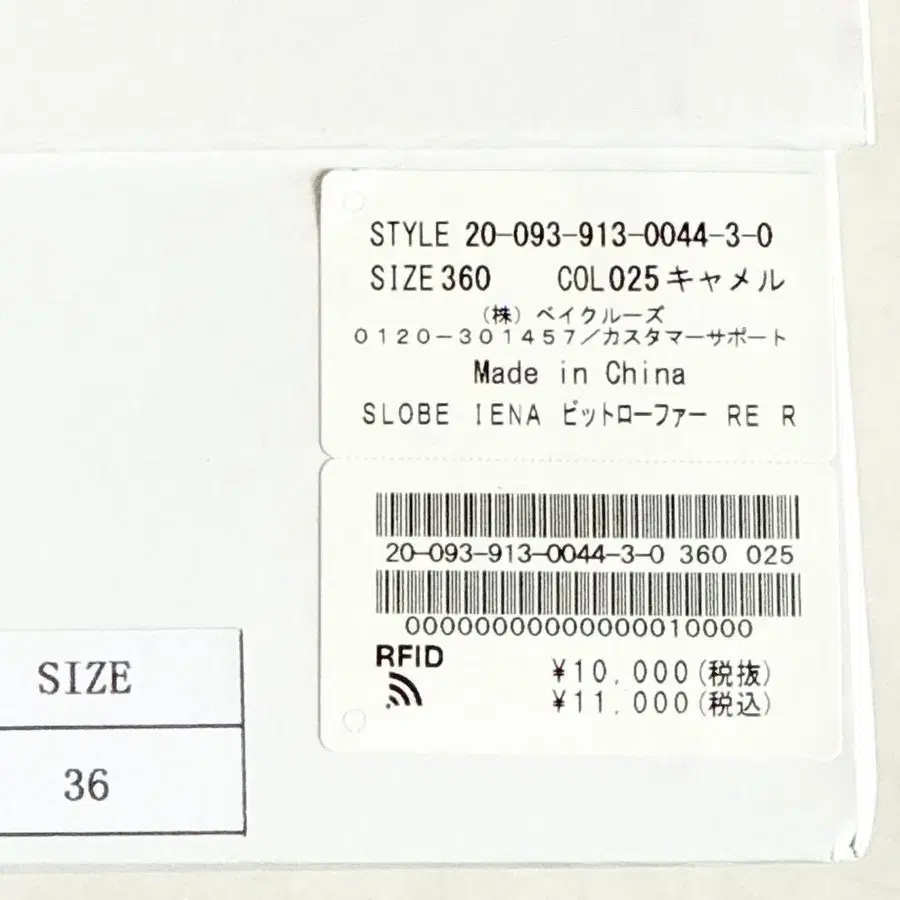 STYLE 20-093-913-0044-3-0
SIZE 360 COL 025 キャメル
(株) ベイクルーズ
0120-301457/カスタマーサポート
Made in China
SLOBE IENA ビットローファー RE R
20-093-913-0044-3-0 360 025
0000000000000000010000
RFID
¥10,000(税抜)
¥11,000(税込)
SIZE
36